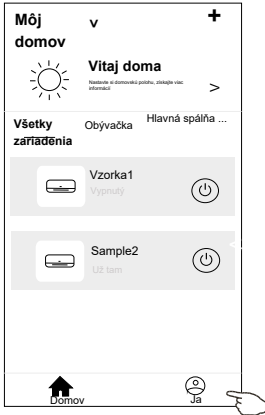 Môj domov
v
+
Vitaj doma
Nastavte si domovskú polohu, získajte viac informácií
>
Všetky zariadenia
Obývačka
Hlavná spálňa ...
Vzorka1
Vypnutý
Sample2
Už tam
Domov
Ja